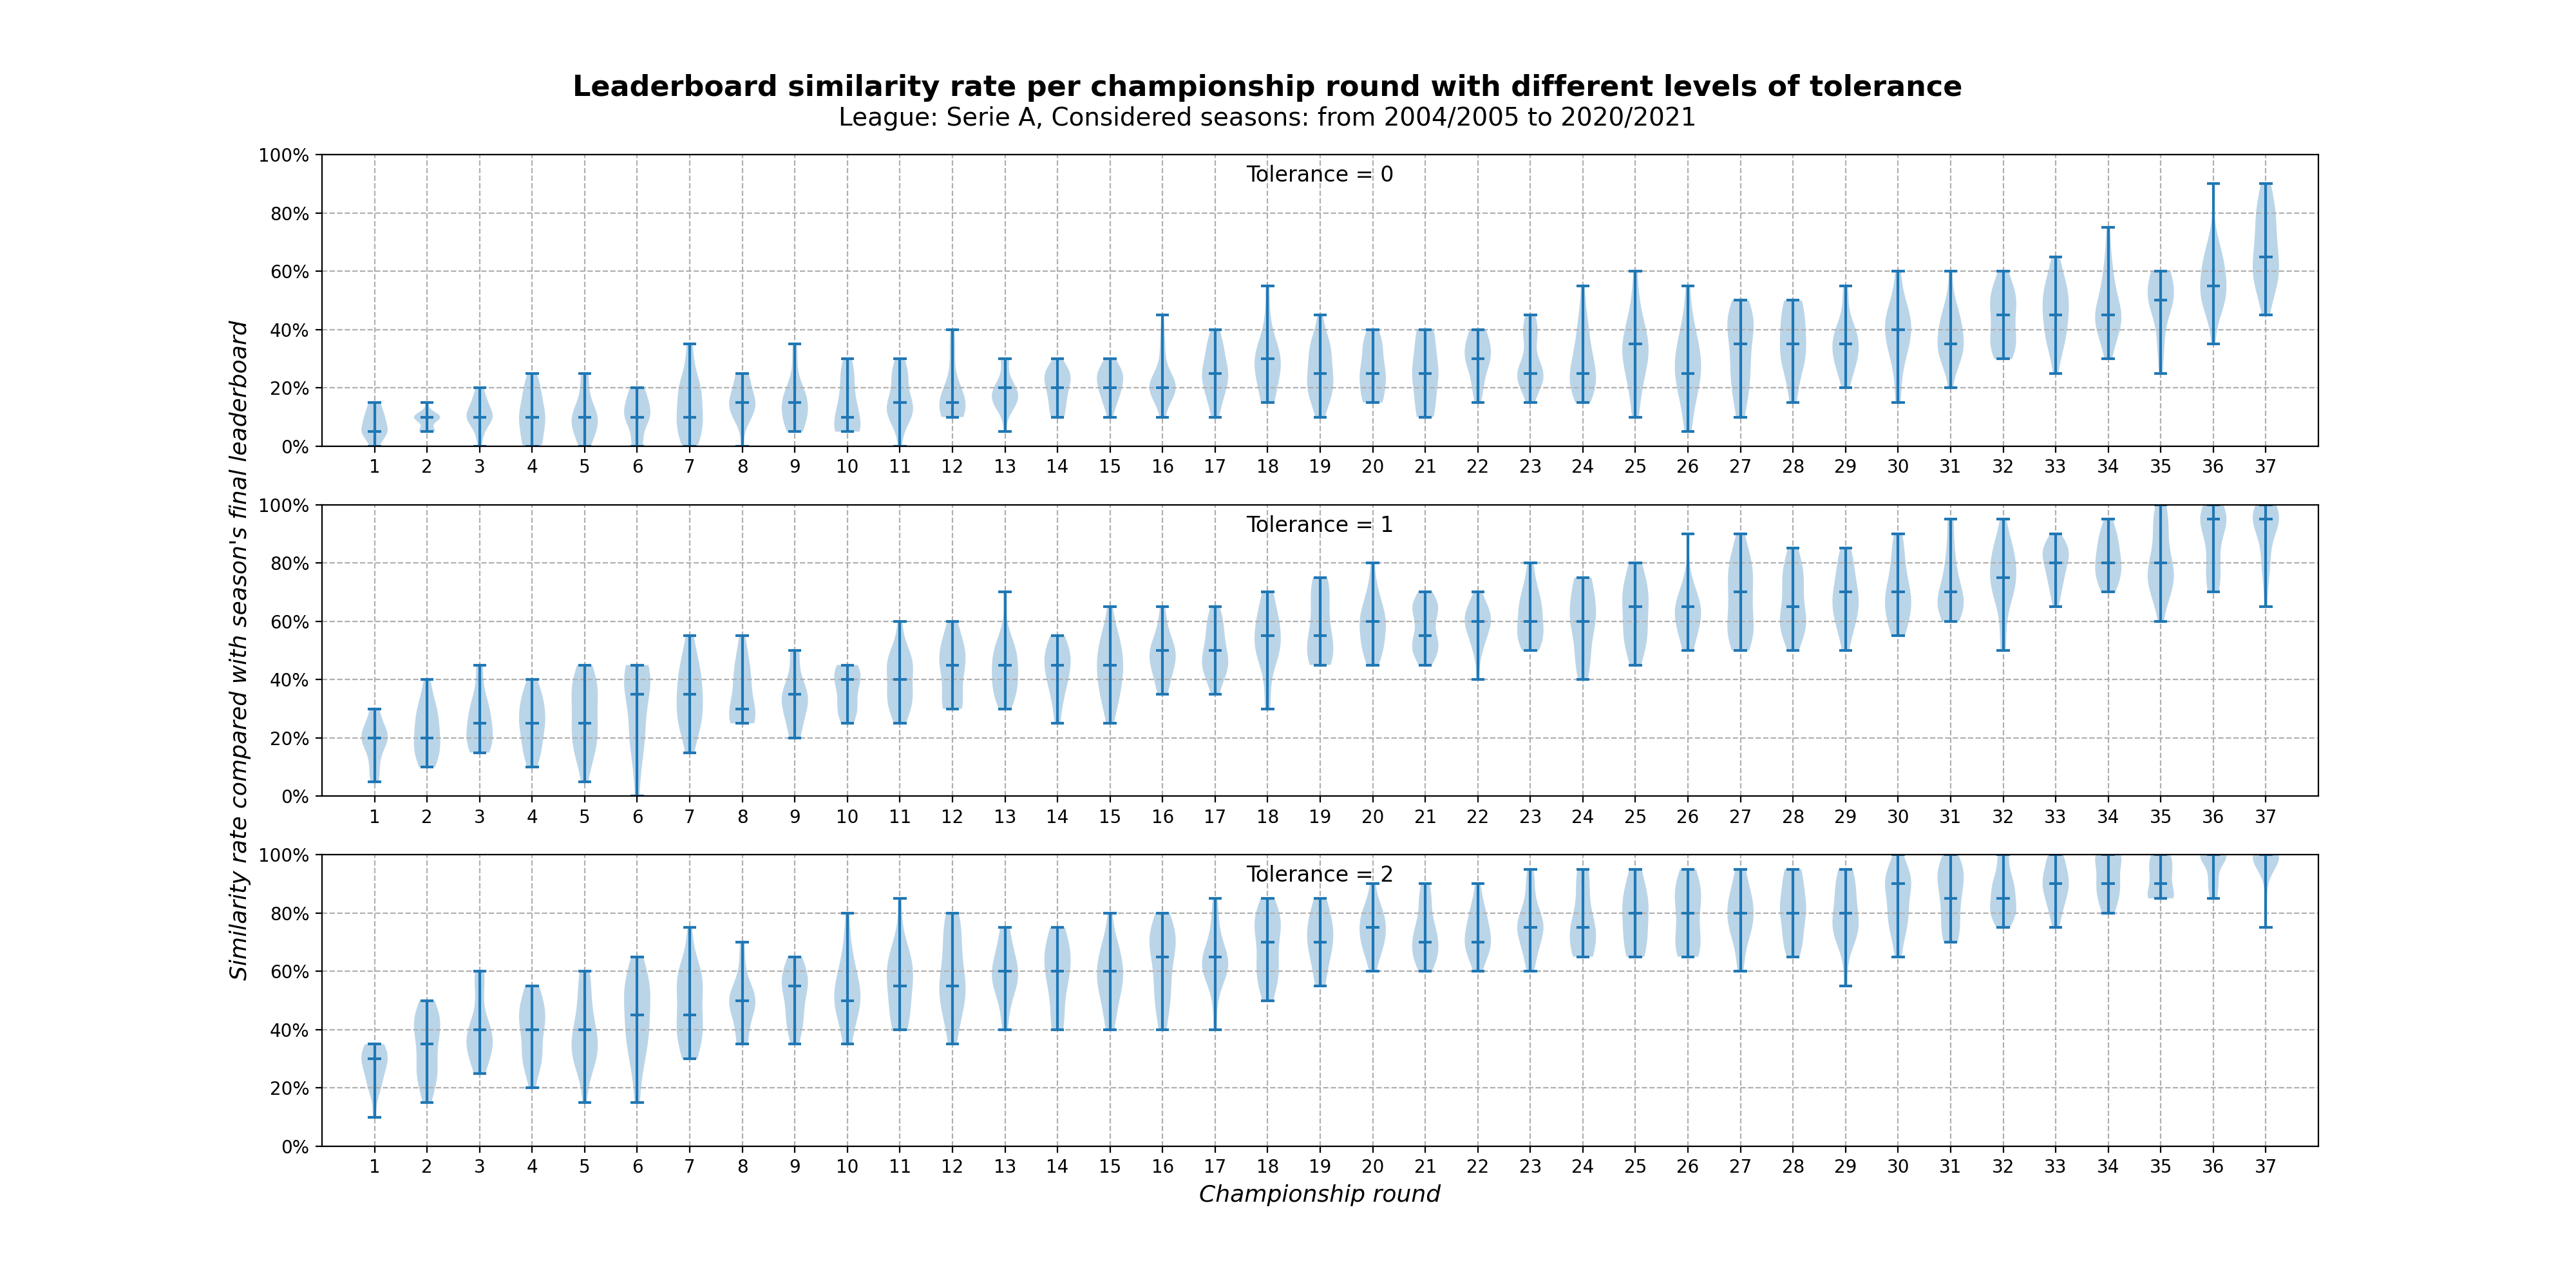 Leaderboard similarity rate per championship round with different levels of tolerance
League: Serie A, Considered seasons: from 2004/2005 to 2020/2021
Similarity rate compared with season's final leaderboard
Tolerance = 0
100%
80%
60%
40%
20%
0%
1 2 3 4 5 6 7 8 9 10 11 12 13 14 15 16 17 18 19 20 21 22 23 24 25 26 27 28 29 30 31 32 33 34 35 36 37
Tolerance = 1
100%
80%
60%
40%
20%
0%
1 2 3 4 5 6 7 8 9 10 11 12 13 14 15 16 17 18 19 20 21 22 23 24 25 26 27 28 29 30 31 32 33 34 35 36 37
Tolerance = 2
100%
80%
60%
40%
20%
0%
1 2 3 4 5 6 7 8 9 10 11 12 13 14 15 16 17 18 19 20 21 22 23 24 25 26 27 28 29 30 31 32 33 34 35 36 37
Championship round